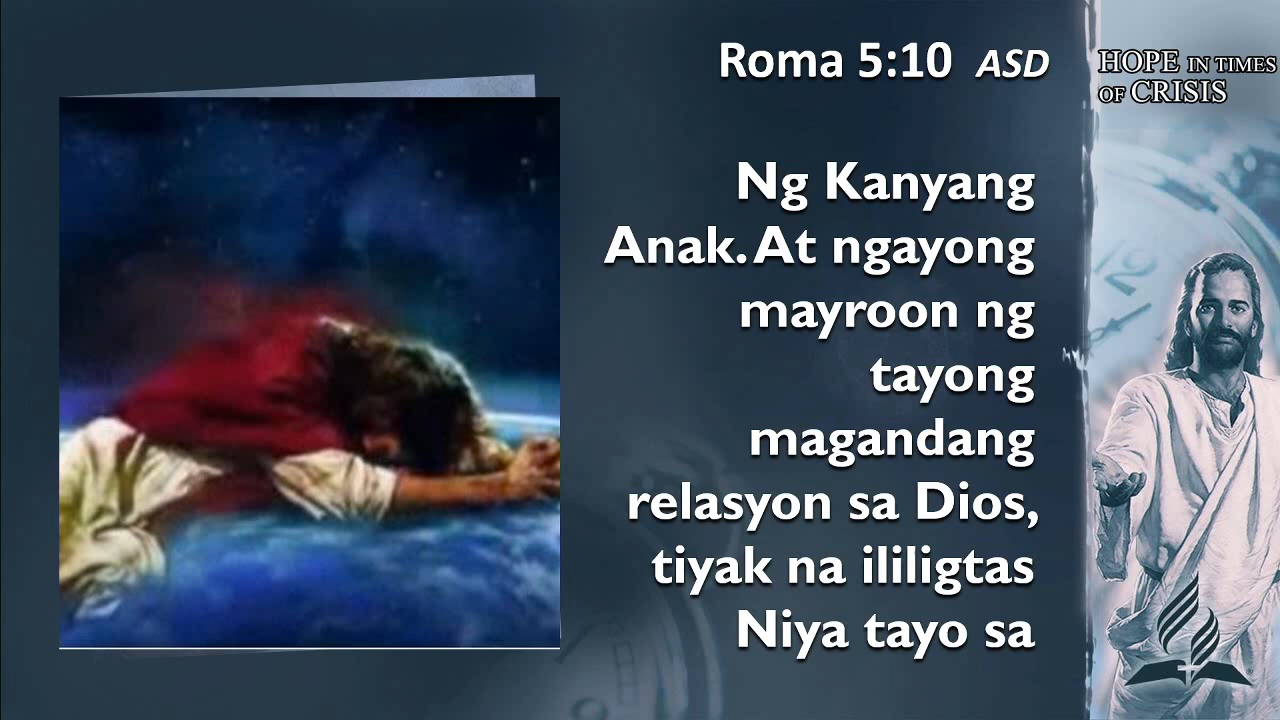 Roma 5:10 ASD
HOPE IN TIMES
OF CRISIS
Ng Kanyang
Anak. At ngayong
mayroon ng
tayong
magandang
relasyon sa Dios,
tiyak na ililigtas
Niya tayo sa